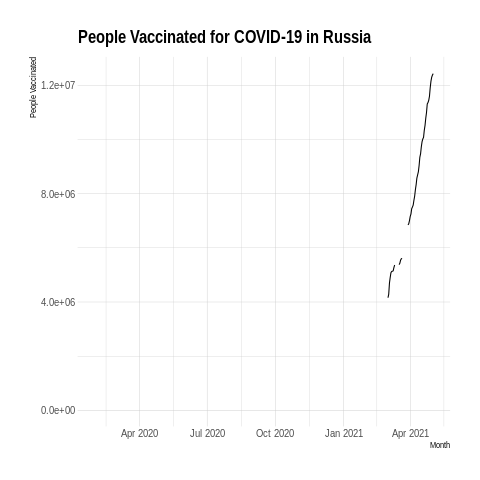 People Vaccinated for COVID-19 in Russia
People Vaccinated
1.2e+07
8.0e+06
4.0e+06
0.0e+00
Apr 2020 Jul 2020 Oct 2020 Jan 2021 Apr 2021
Month